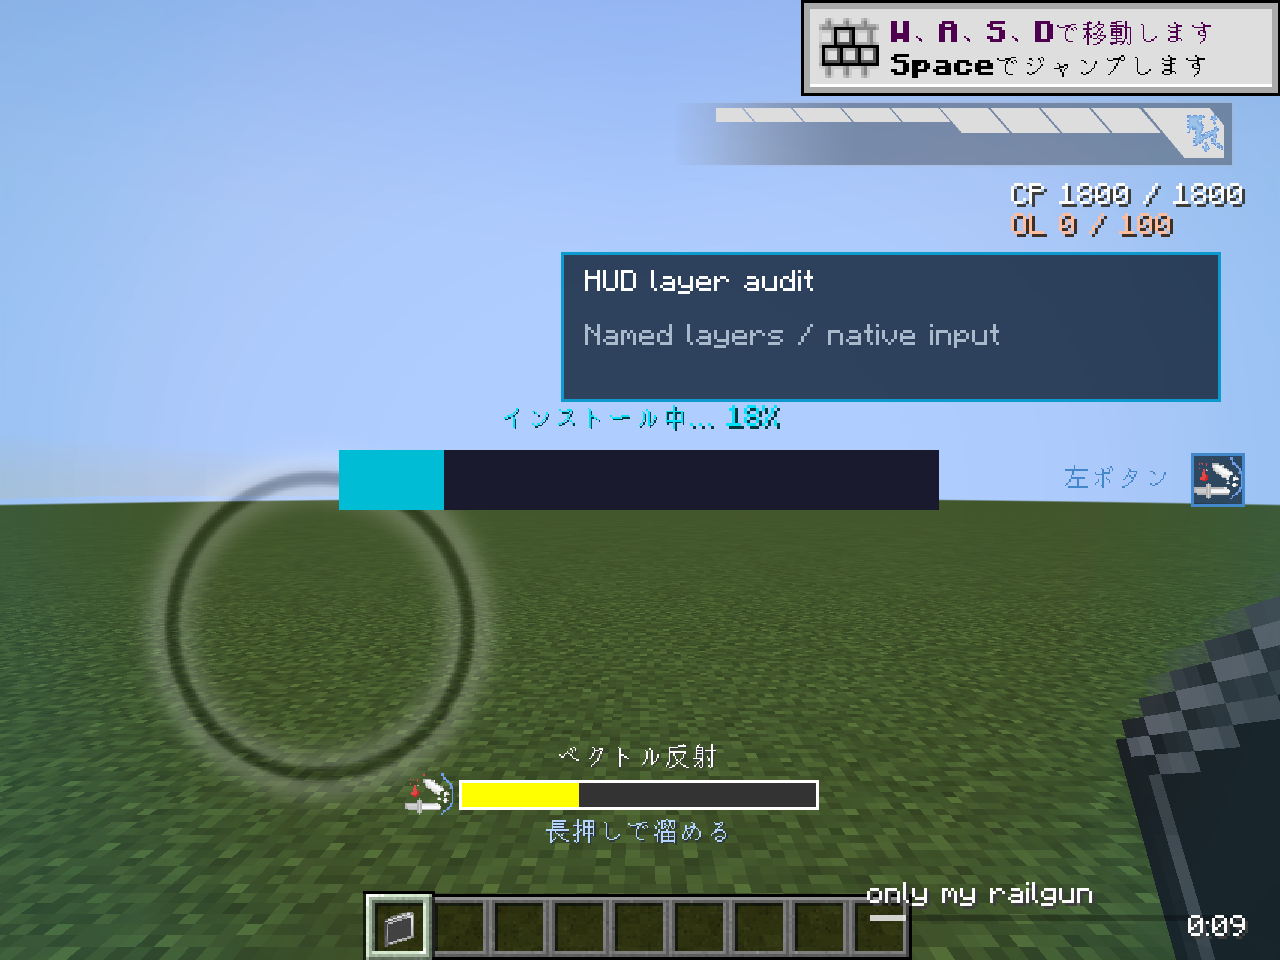 W、A、S、Dで移動します
Spaceでジャンプします
CP 1800 / 1800
OL 0 / 100
HUD layer audit
Named layers / native input
インストール中... 18%
左ボタン
ベクトル反射
長押しで溜める
only my railgun
0:09